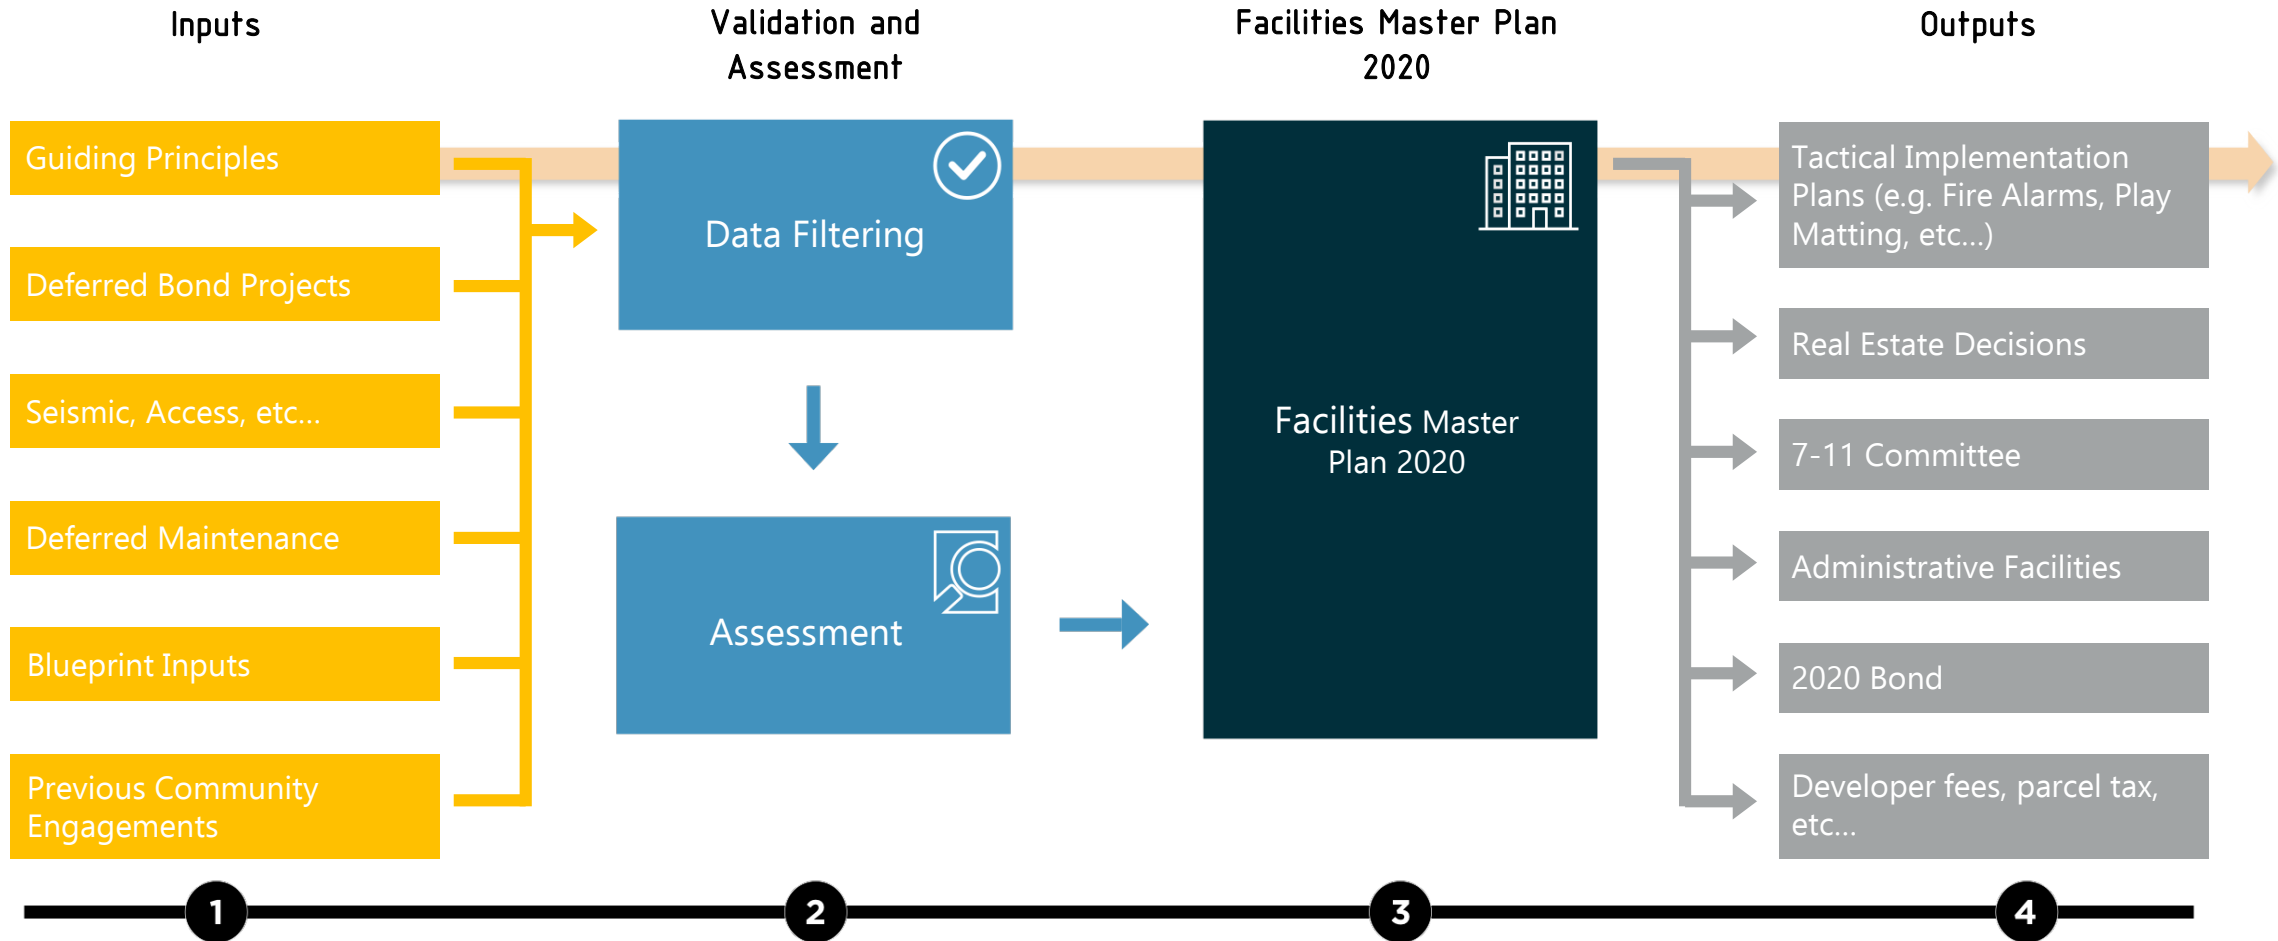 Inputs
Validation and
Assessment
Facilities Master Plan
2020
Outputs
Guiding Principles
Deferred Bond Projects
Seismic, Access, etc...
Deferred Maintenance
Blueprint Inputs
Previous Community
Engagements
Data Filtering
Assessment
Facilities Master
Plan 2020
Tactical Implementation
Plans (e.g. Fire Alarms, Play
Matting, etc...)
Real Estate Decisions
7-11 Committee
Administrative Facilities
2020 Bond
Developer fees, parcel tax,
etc...
1
2
3
4